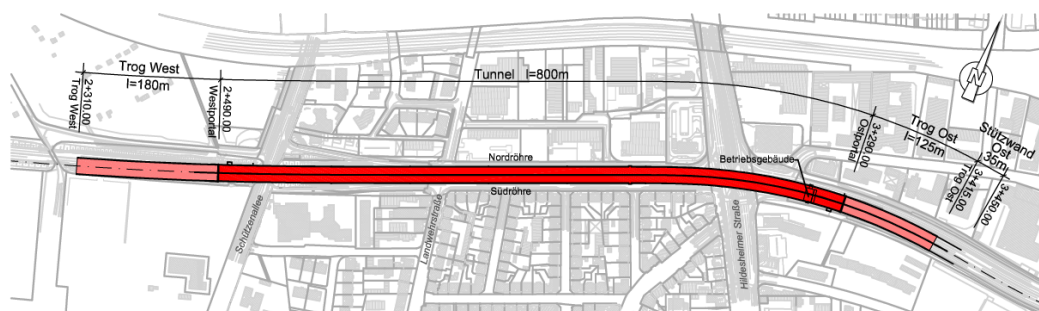 Trog West
l=180m
2+310.00
Trog West
2+490.00
Westportal
Tunnel l=800m
3+290.00
Ostportal
Trog Ost
l=125m
Stützwand
Ost
35m
3+415.00
Trog Ost
3+450.00
N
Nordröhre
Südröhre
Betriebsgebäude
Schützenallee
Landwehrstraße
Hildesheimer Straße